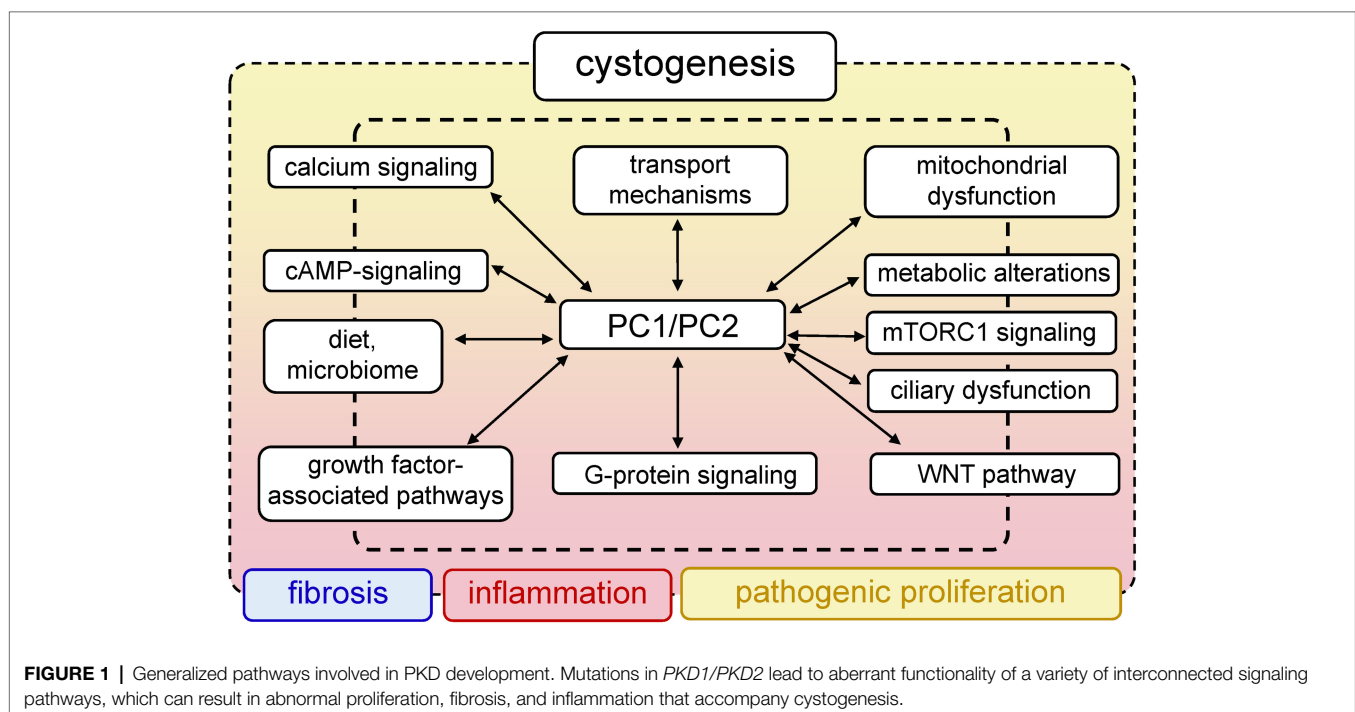 cystogenesis
calcium signaling
transport
mechanisms
mitochondrial
dysfunction
cAMP-signaling
metabolic alterations
PC1/PC2
mTORC1 signaling
diet,
microbiome
ciliary dysfunction
growth factor-
associated pathways
G-protein signaling
WNT pathway
fibrosis
inflammation
pathogenic proliferation
FIGURE 1 | Generalized pathways involved in PKD development. Mutations in PKD1/PKD2 lead to aberrant functionality of a variety of interconnected signaling
pathways, which can result in abnormal proliferation, fibrosis, and inflammation that accompany cystogenesis.